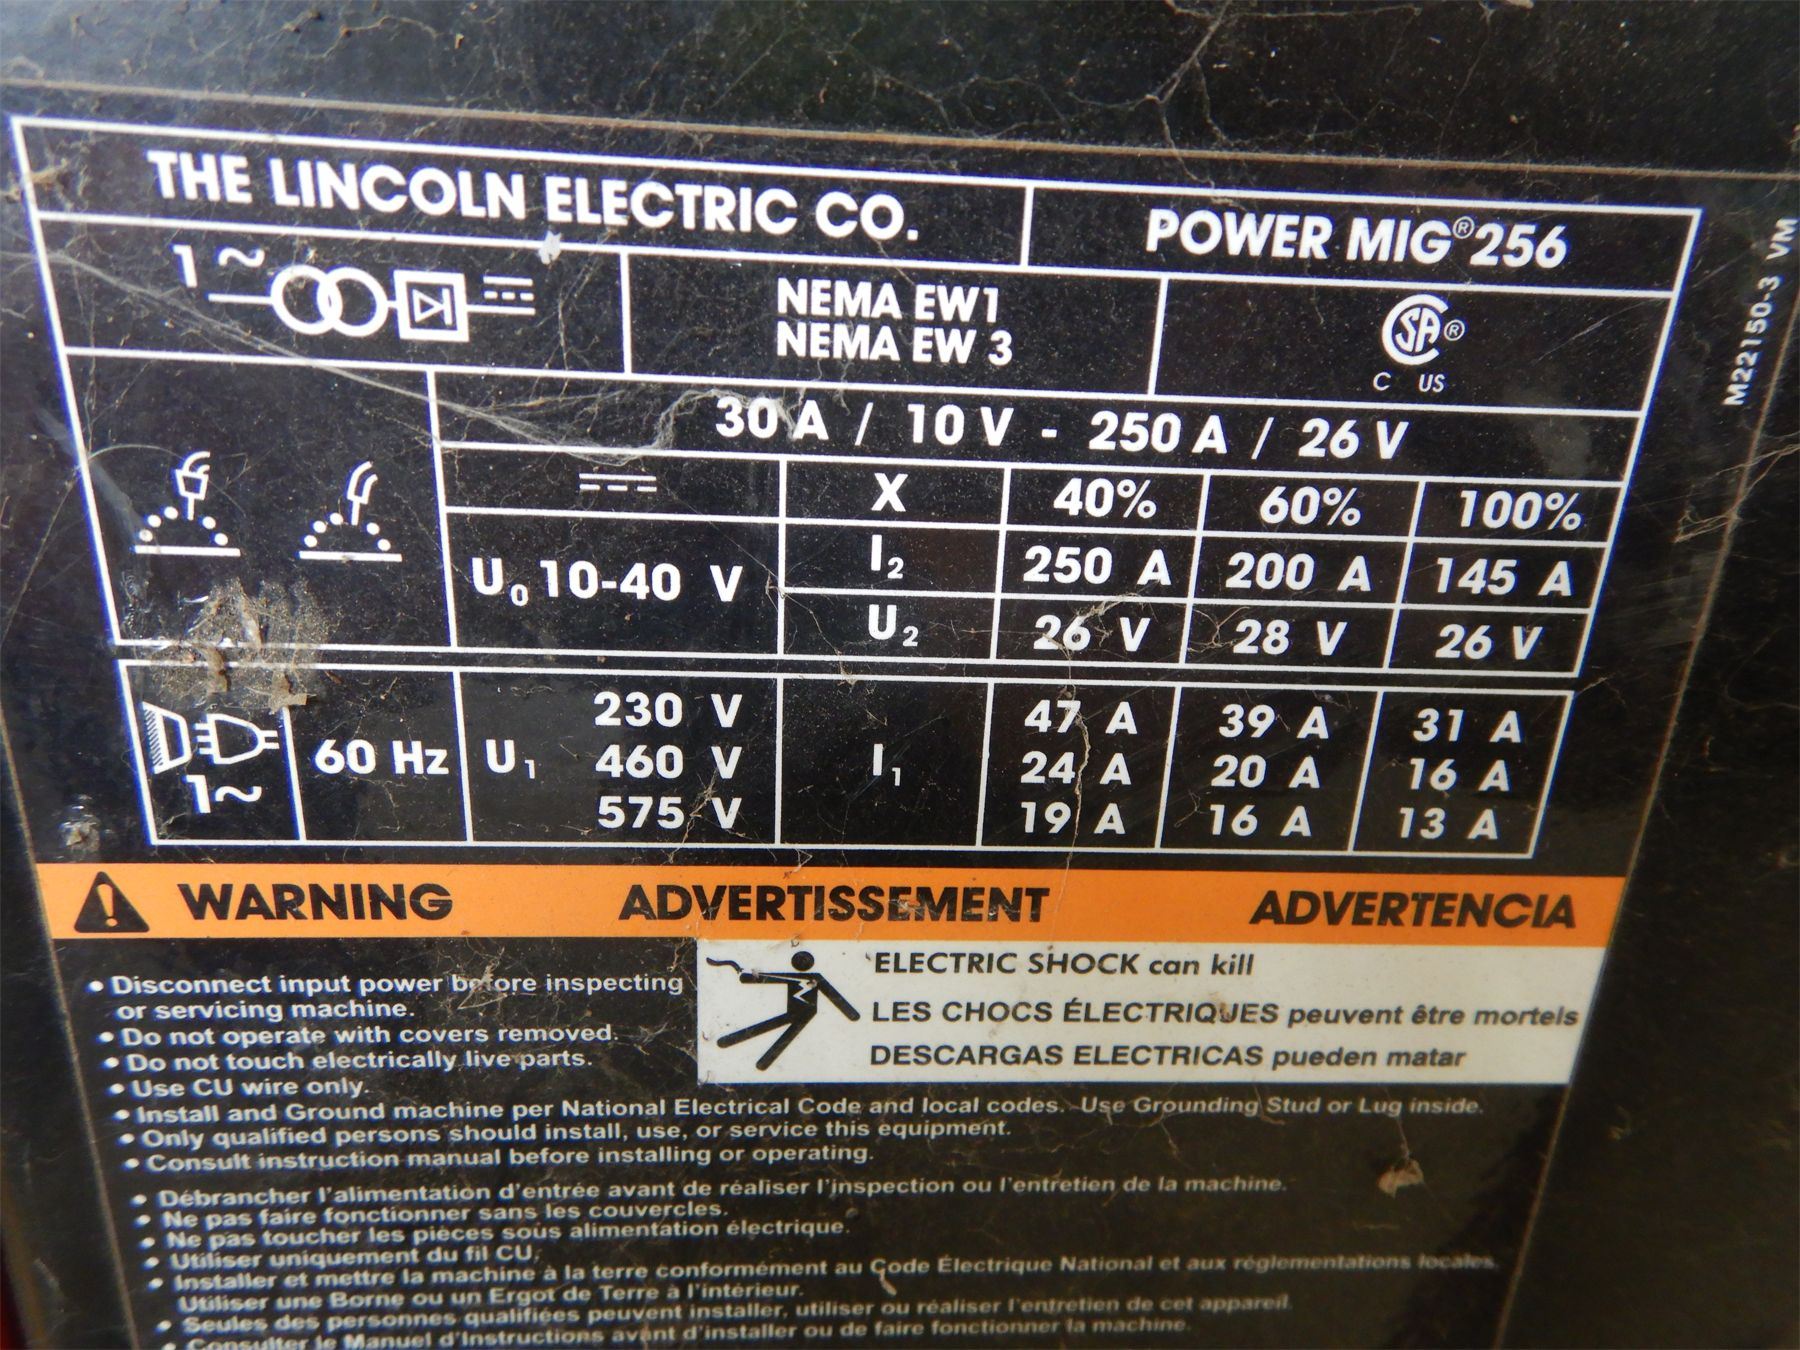 THE LINCOLN ELECTRIC CO.
POWER MIG® 256
1~
NEMA EW1
NEMA EW 3
CSA®
C US
M22150-3 VM
30 A / 10 V - 250 A / 26 V
X 40% 60% 100%
U0 10-40 V
I2 250 A 200 A 145 A
U2 26 V 28 V 26 V
1~
60 Hz
U1
I1
230 V 47 A 39 A 31 A
460 V 24 A 20 A 16 A
575 V 19 A 16 A 13 A
WARNING ADVERTISSEMENT ADVERTENCIA
ELECTRIC SHOCK can kill
LES CHOCS ÉLECTRIQUES peuvent être mortels
DESCARGAS ELECTRICAS pueden matar
• Disconnect input power before inspecting
or servicing machine.
• Do not operate with covers removed.
• Do not touch electrically live parts.
• Use CU wire only.
• Install and Ground machine per National Electrical Code and local codes. Use Grounding Stud or Lug inside.
• Only qualified persons should install, use, or service this equipment.
• Consult instruction manual before installing or operating.
• Débrancher l'alimentation d'entrée avant de réaliser l'inspection ou l'entretien de la machine.
• Ne pas faire fonctionner sans les couvercles.
• Ne pas toucher les pièces sous alimentation électrique.
• Utiliser uniquement du fil CU.
• Installer et mettre la machine à la terre conformément au Code Électrique National et aux réglementations locales.
Utiliser une Borne ou un Ergot de Terre à l'intérieur.
• Seules des personnes qualifiées peuvent installer, utiliser ou réaliser l'entretien de cet appareil.
• Consulter le Manuel d'Instructions avant d'installer ou de faire fonctionner la machine.